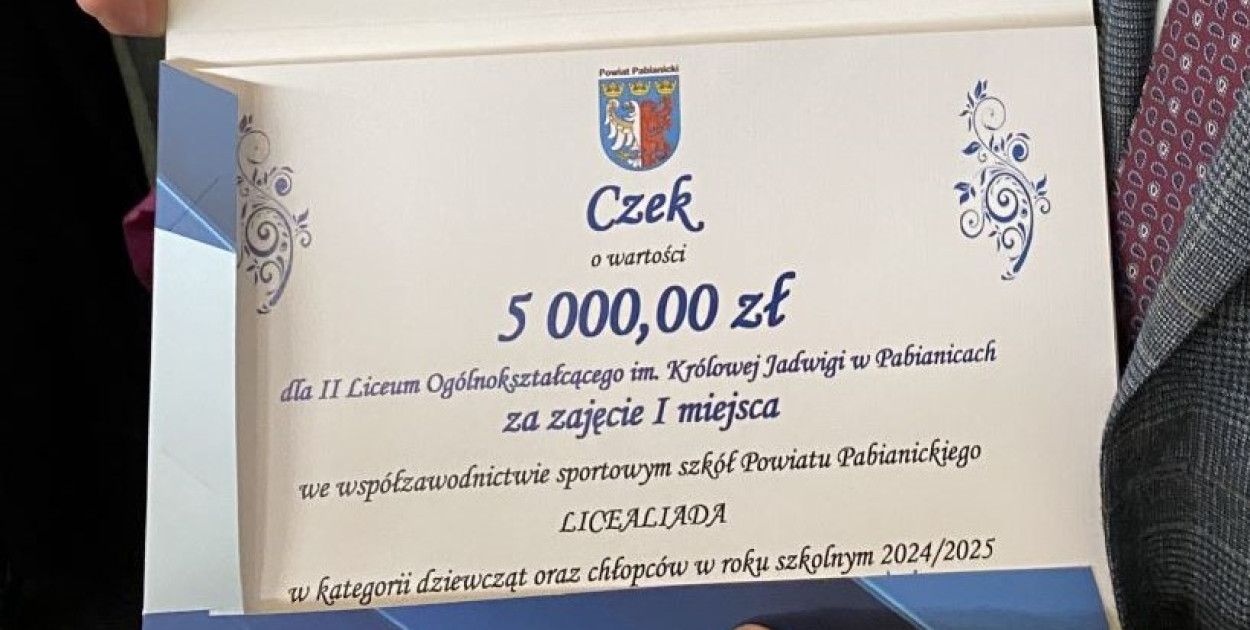 Powiat Pabianicki
Czek
o wartości
5 000,00 zł
dla II Liceum Ogólnokształcącego im. Królowej Jadwigi w Pabianicach
za zajęcie I miejsca
we współzawodnictwie sportowym szkół Powiatu Pabianickiego
LICEALIADA
w kategorii dziewcząt oraz chłopców w roku szkolnym 2024/2025